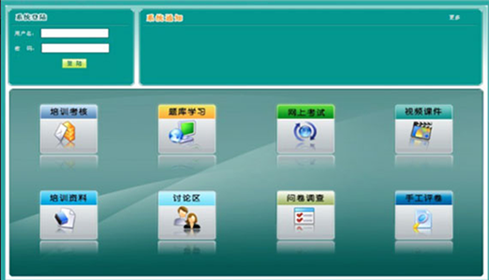 系统登陆
系统通知
更多
用户名:
密 码:
登 陆
培训考核
题库学习
网上考试
视频课件
培训资料
讨论区
问卷调查
手工评卷